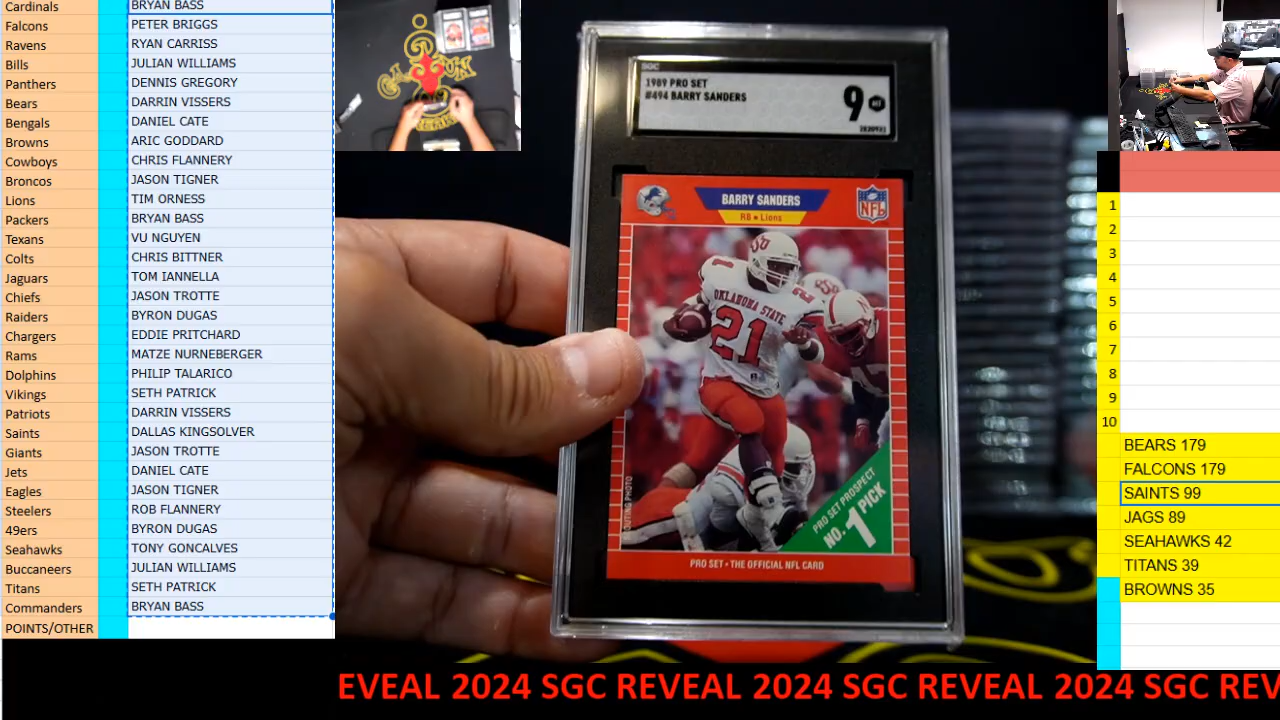 Cardinals BRYAN BASS
Falcons PETER BRIGGS
Ravens RYAN CARRISS
Bills JULIAN WILLIAMS
Panthers DENNIS GREGORY
Bears DARRIN VISSERS
Bengals DANIEL CATE
Browns ARIC GODDARD
Cowboys CHRIS FLANNERY
Broncos JASON TIGNER
Lions TIM ORNESS
Packers BRYAN BASS
Texans VU NGUYEN
Colts CHRIS BITTNER
Jaguars TOM IANNELLA
Chiefs JASON TROTTE
Raiders BYRON DUGAS
Chargers EDDIE PRITCHARD
Rams MATZE NURNEBERGER
Dolphins PHILIP TALARICO
Vikings SETH PATRICK
Patriots DARRIN VISSERS
Saints DALLAS KINGSOLVER
Giants JASON TROTTE
Jets DANIEL CATE
Eagles JASON TIGNER
Steelers ROB FLANNERY
49ers BYRON DUGAS
Seahawks TONY GONCALVES
Buccaneers JULIAN WILLIAMS
Titans SETH PATRICK
Commanders BRYAN BASS
POINTS/OTHER
SGC
1989 PRO SET
#494 BARRY SANDERS
9 MT
BARRY SANDERS
RB • Lions
NFL
OSU
OKLAHOMA STATE
21
PRO SET PROSPECT
NO. 1 PICK
PRO SET • THE OFFICIAL NFL CARD
1
2
3
4
5
6
7
8
9
10
BEARS 179
FALCONS 179
SAINTS 99
JAGS 89
SEAHAWKS 42
TITANS 39
BROWNS 35
EVEAL 2024 SGC REVEAL 2024 SGC REVEAL 2024 SGC REV